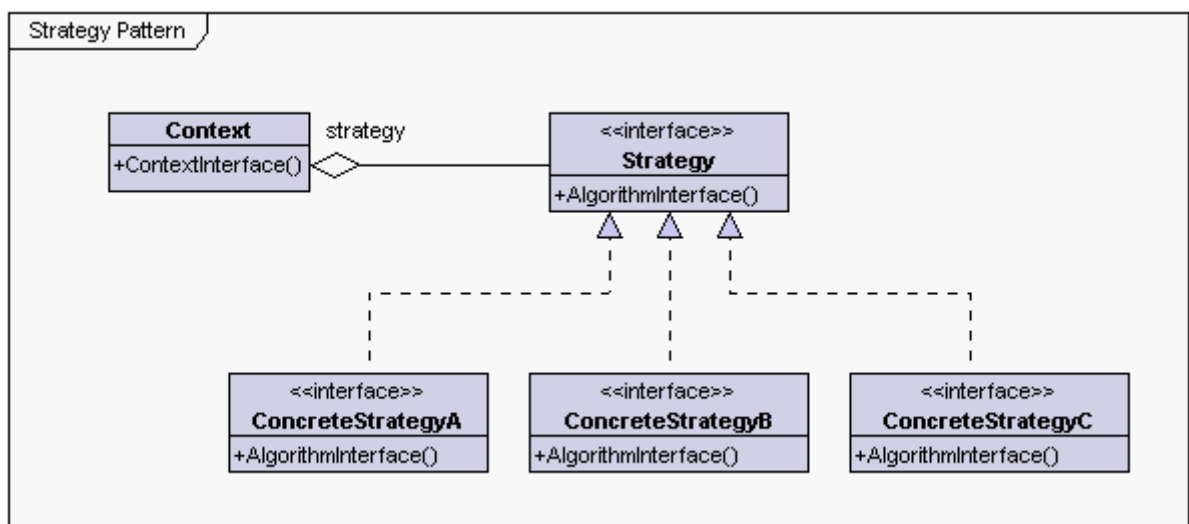 Strategy Pattern
Context
+ContextInterface()
strategy
<<interface>>
Strategy
+AlgorithmInterface()
<<interface>>
ConcreteStrategyA
+AlgorithmInterface()
<<interface>>
ConcreteStrategyB
+AlgorithmInterface()
<<interface>>
ConcreteStrategyC
+AlgorithmInterface()